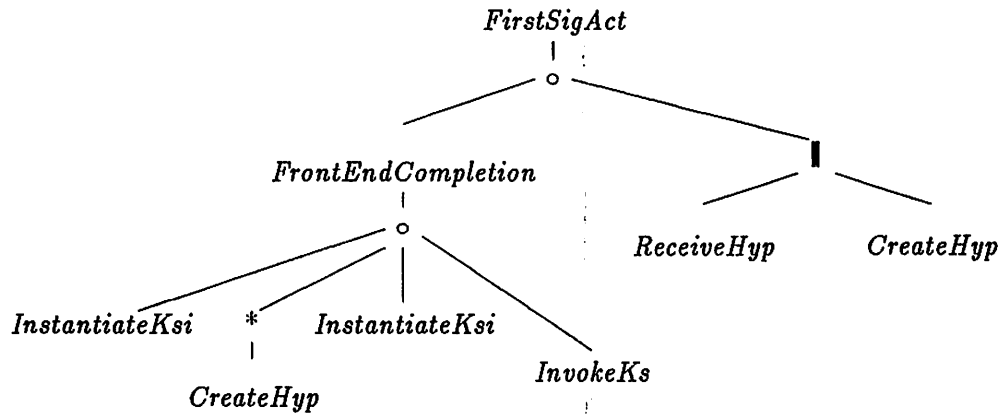 FirstSigAct
FrontEndCompletion
ReceiveHyp CreateHyp
InstantiateKsi * InstantiateKsi
InvokeKs
CreateHyp